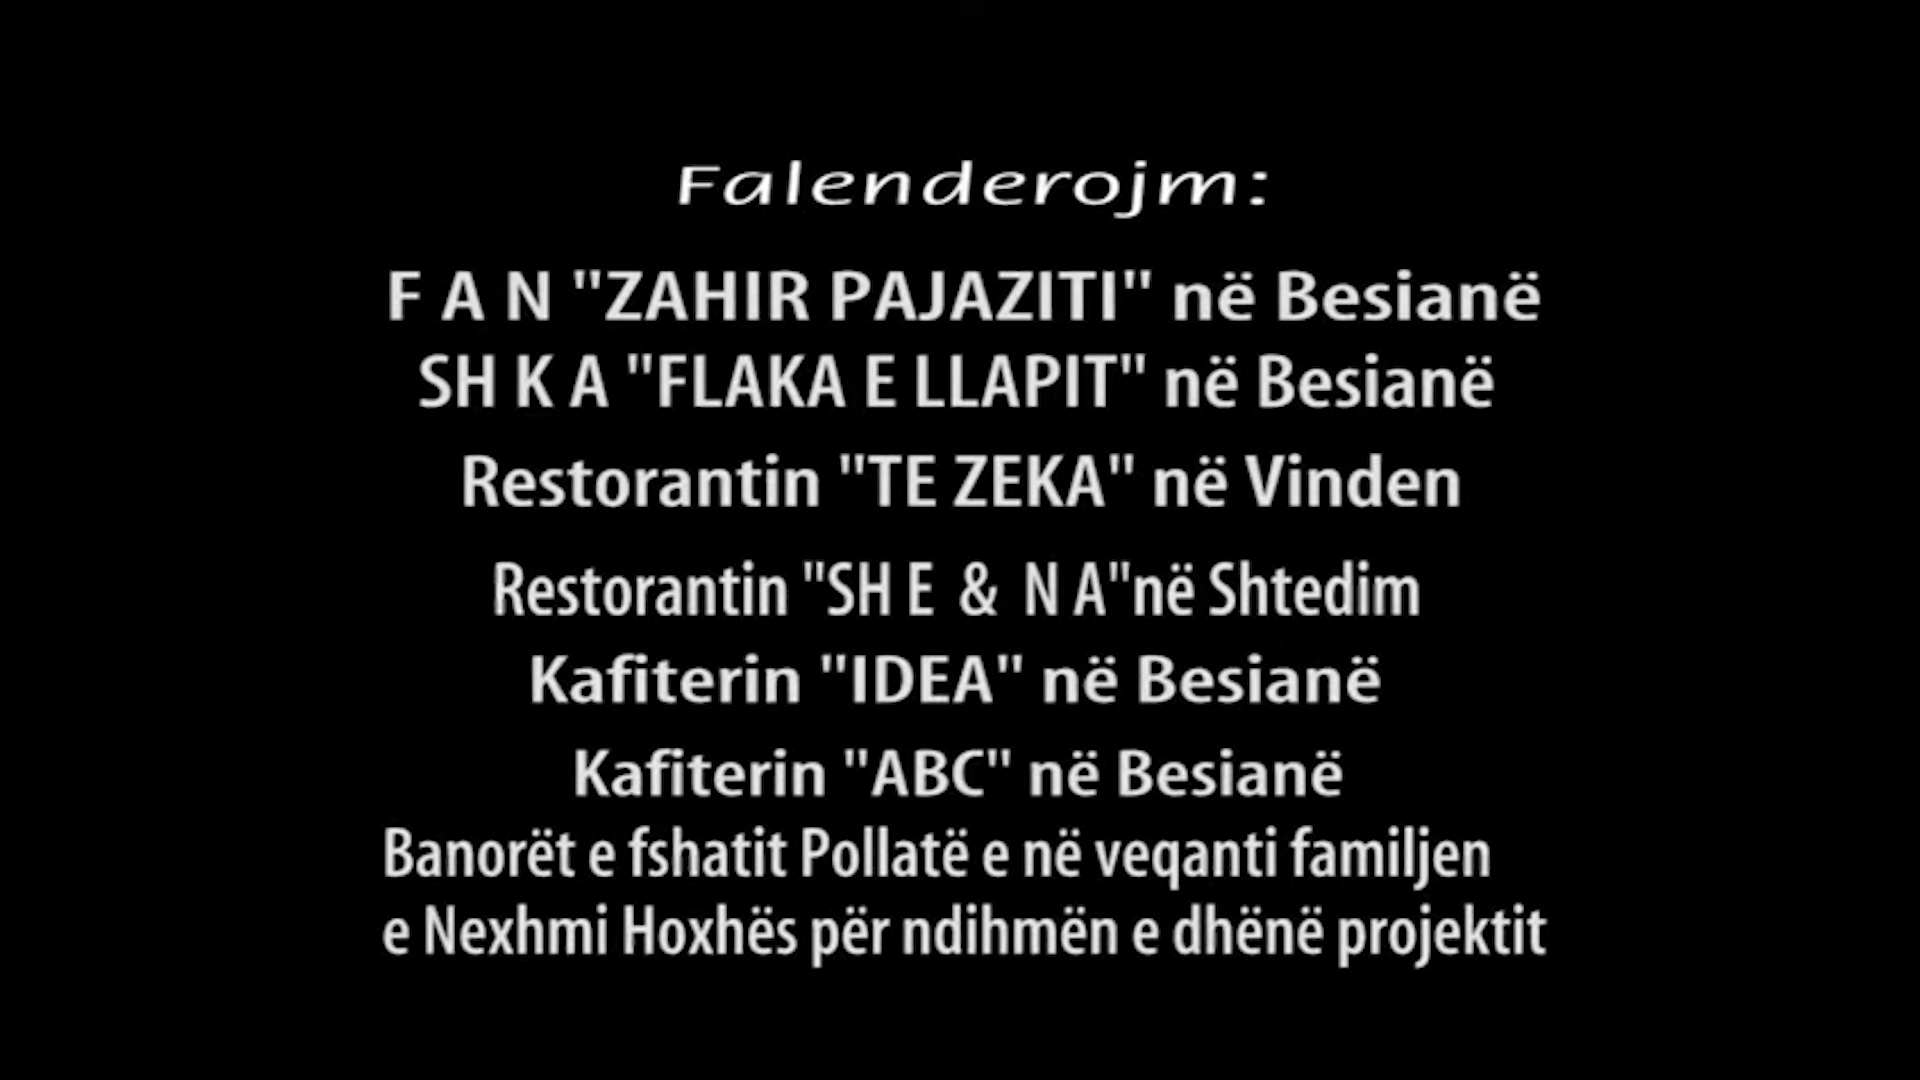 Falenderojm:
F A N "ZAHIR PAJAZITI" në Besianë
SH K A "FLAKA E LLAPIT" në Besianë
Restorantin "TE ZEKA" në Vinden
Restorantin "SH E & N A"në Shtedim
Kafiterin "IDEA" në Besianë
Kafiterin "ABC" në Besianë
Banorët e fshatit Pollatë e në veqanti familjen
e Nexhmi Hoxhës për ndihmën e dhënë projektit